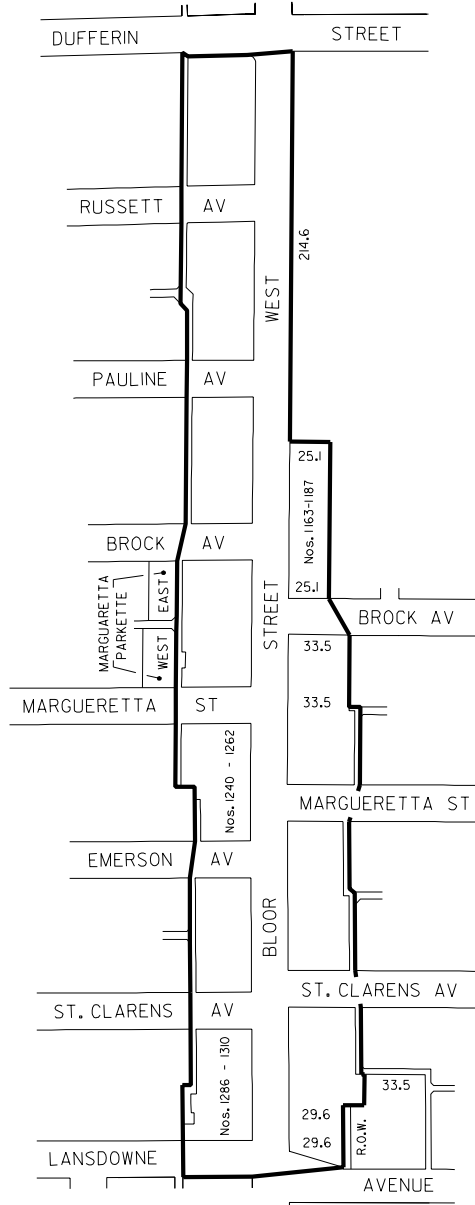 DUFFERIN STREET
RUSSETT AV
214.6
WEST
PAULINE AV
25.1
Nos. 1163-1187
BROCK AV
25.1
MARGUARETTA
PARKETTE
EAST
WEST
STREET
BROCK AV
33.5
33.5
MARGUERETTA ST
Nos. 1240 - 1262
MARGUERETTA ST
EMERSON AV
BLOOR
ST. CLARENS AV
ST. CLARENS AV
Nos. 1286 - 1310
33.5
29.6
29.6
R.O.W.
LANSDOWNE
AVENUE